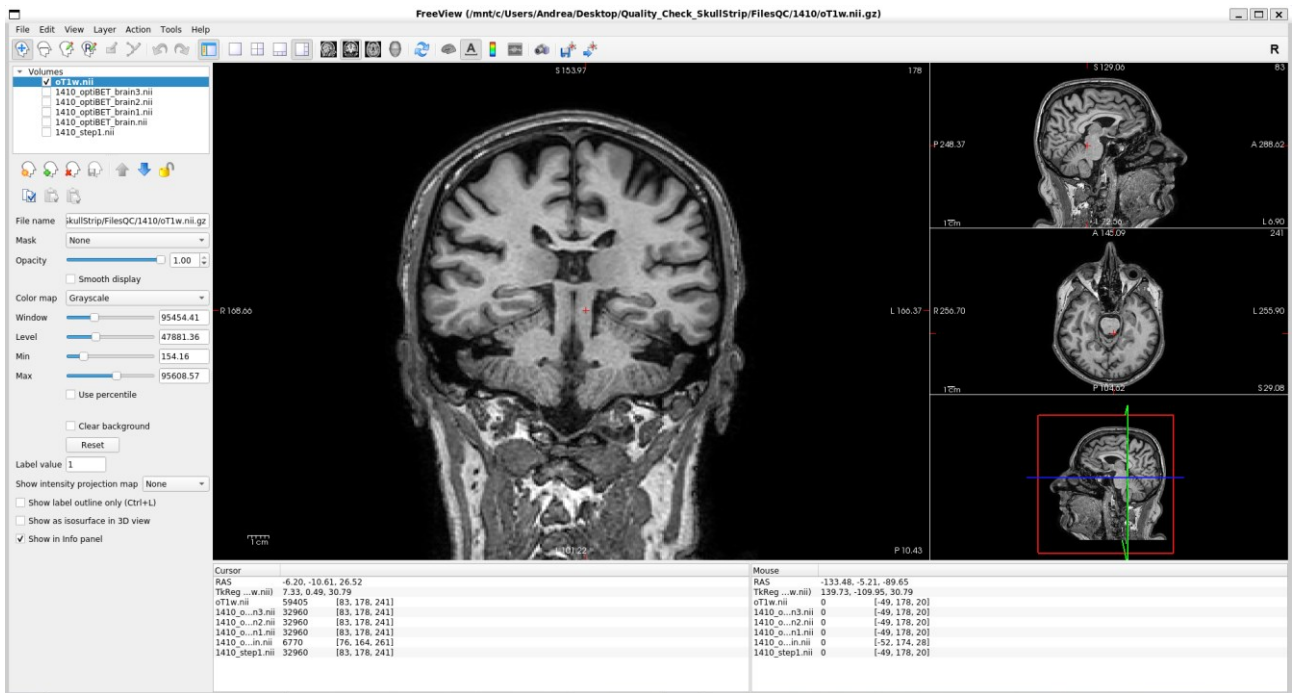 FreeView (/mnt/c/Users/Andrea/Desktop/Quality_Check_SkullStrip/FilesQC/1410/oT1w.nii.gz)
File Edit View Layer Action Tools Help
A
R
Volumes
oT1w.nii
1410_optiBET_brain3.nii
1410_optiBET_brain2.nii
1410_optiBET_brain1.nii
1410_optiBET_brain.nii
1410_step1.nii
File name kullStrip/FilesQC/1410/oT1w.nii.gz
Mask None
Opacity 1.00
Smooth display
Color map Grayscale
Window 95454.41
Level 47881.36
Min 154.16
Max 95608.57
Use percentile
Clear background
Reset
Label value 1
Show intensity projection map None
Show label outline only (Ctrl+L)
Show as isosurface in 3D view
Show in Info panel
S 153.97
178
R 168.66
L 166.37
1 cm
I 101.22
P 10.43
S 129.06
83
P 248.37
A 288.62
1 cm
I 72.56
L 6.90
A 145.09
241
R 256.70
L 255.90
1 cm
P 104.62
S 29.08
Cursor
RAS -6.20, -10.61, 26.52
TkReg ...w.nii) 7.33, 0.49, 30.79
oT1w.nii 59405 [83, 178, 241]
1410_o...n3.nii 32960 [83, 178, 241]
1410_o...n2.nii 32960 [83, 178, 241]
1410_o...n1.nii 32960 [83, 178, 241]
1410_o...in.nii 6770 [76, 164, 261]
1410_step1.nii 32960 [83, 178, 241]
Mouse
RAS -133.48, -5.21, -89.65
TkReg ...w.nii) 139.73, -109.95, 30.79
oT1w.nii 0 [-49, 178, 20]
1410_o...n3.nii 0 [-49, 178, 20]
1410_o...n2.nii 0 [-49, 178, 20]
1410_o...n1.nii 0 [-49, 178, 20]
1410_o...in.nii 0 [-52, 174, 28]
1410_step1.nii 0 [-49, 178, 20]